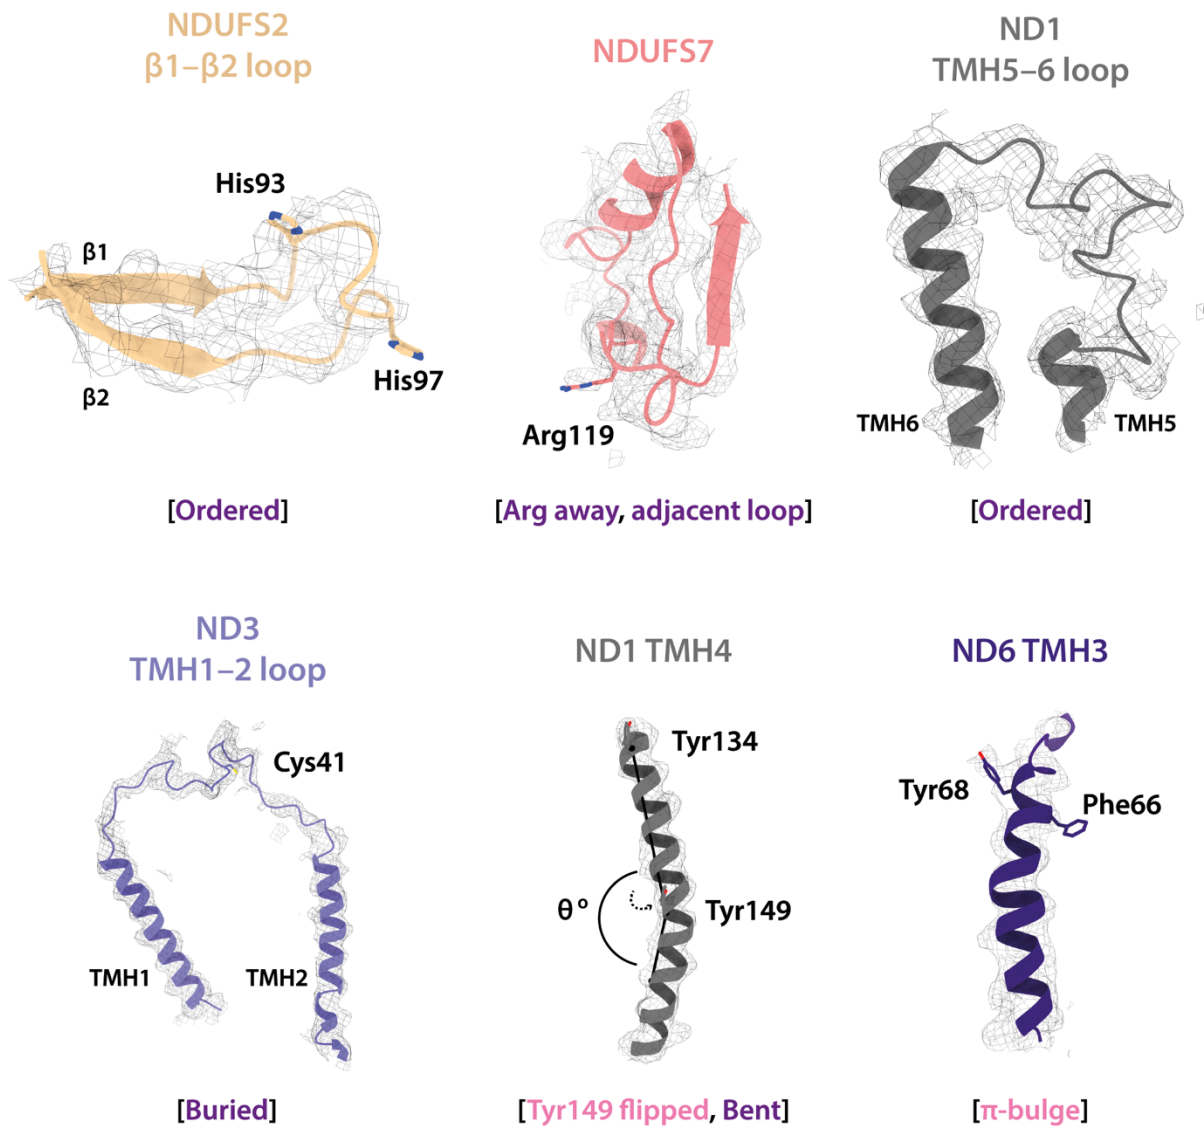 NDUFS2
β1–β2 loop
His93
β1
β2
His97
[Ordered]
NDUFS7
Arg119
[Arg away, adjacent loop]
ND1
TMH5–6 loop
TMH6
TMH5
[Ordered]
ND3
TMH1–2 loop
Cys41
TMH1
TMH2
[Buried]
ND1 TMH4
Tyr134
θ°
Tyr149
[Tyr149 flipped, Bent]
ND6 TMH3
Tyr68
Phe66
[π-bulge]